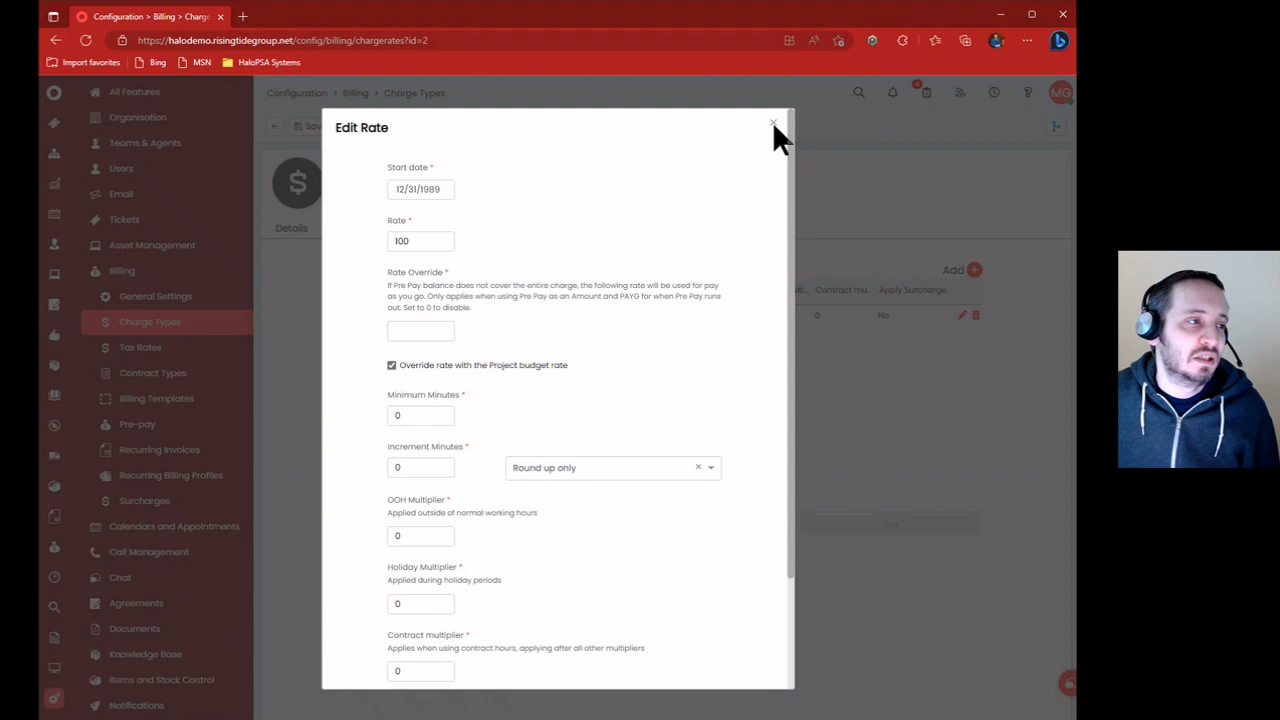 Configuration > Billing > Charge
https://halodemo.risingtidegroup.net/config/billing/chargerates?id=2
Import favorites
Bing
MSN
HaloPSA Systems
All Features
Organisation
Teams & Agents
Users
Email
Tickets
Asset Management
Billing
General Settings
Charge Types
Tax Rates
Contract Types
Billing Templates
Pre-pay
Recurring Invoices
Recurring Billing Profiles
Surcharges
Calendars and Appointments
Call Management
Chat
Agreements
Documents
Knowledge Base
Items and Stock Control
Notifications
Configuration > Billing > Charge Types
4
MG
Sav
$
Details
Edit Rate
Start date *
12/31/1989
Rate *
100
Rate Override *
If Pre Pay balance does not cover the entire charge, the following rate will be used for pay
as you go. Only applies when using Pre Pay as an Amount and PAYG for when Pre Pay runs
out. Set to 0 to disable.
Override rate with the Project budget rate
Minimum Minutes *
0
Increment Minutes *
0
Round up only
OOH Multiplier *
Applied outside of normal working hours
0
Holiday Multiplier *
Applied during holiday periods
0
Contract multiplier *
Applies when using contract hours, applying after all other multipliers
0
Add
Contract mu...
Apply Surcharge
0
No